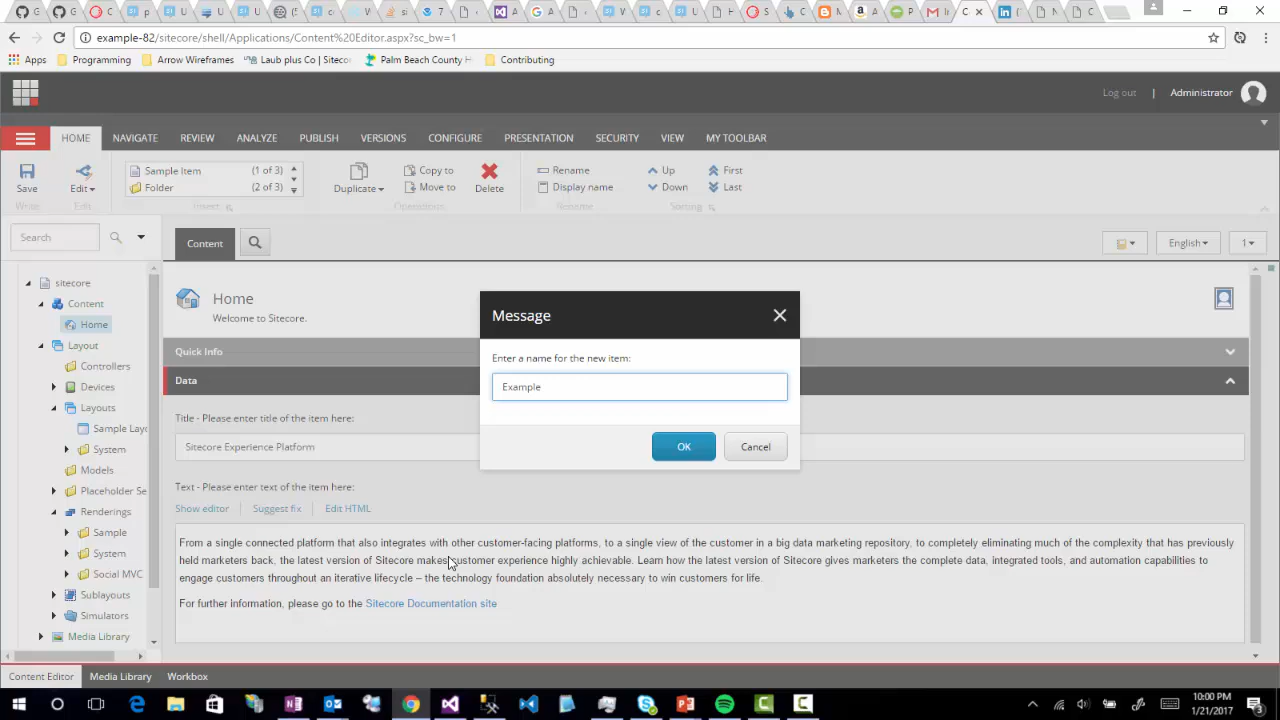 example-82/sitecore/shell/Applications/Content%20Editor.aspx?sc_bw=1
Apps
Programming
Arrow Wireframes
Laub plus Co | Sitecor
Palm Beach County H
Contributing
Log out | Administrator
HOME NAVIGATE REVIEW ANALYZE PUBLISH VERSIONS CONFIGURE PRESENTATION SECURITY VIEW MY TOOLBAR
Sample Item (1 of 3)
Folder (2 of 3)
Save
Edit
Duplicate
Copy to
Move to
Delete
Rename
Display name
Up
Down
First
Last
Write
Edit
Insert
Operations
Rename
Sorting
Search
Content
English
1
sitecore
Content
Home
Layout
Controllers
Devices
Layouts
Sample Layo
System
Models
Placeholder Se
Renderings
Sample
System
Social MVC
Sublayouts
Simulators
Media Library
Home
Welcome to Sitecore.
Quick Info
Data
Title - Please enter title of the item here:
Sitecore Experience Platform
Text - Please enter text of the item here:
Show editor Suggest fix Edit HTML
From a single connected platform that also integrates with other customer-facing platforms, to a single view of the customer in a big data marketing repository, to completely eliminating much of the complexity that has previously
held marketers back, the latest version of Sitecore makes customer experience highly achievable. Learn how the latest version of Sitecore gives marketers the complete data, integrated tools, and automation capabilities to
engage customers throughout an iterative lifecycle – the technology foundation absolutely necessary to win customers for life.
For further information, please go to the Sitecore Documentation site
Message
Enter a name for the new item:
Example
OK
Cancel
Content Editor
Media Library
Workbox
10:00 PM
1/21/2017